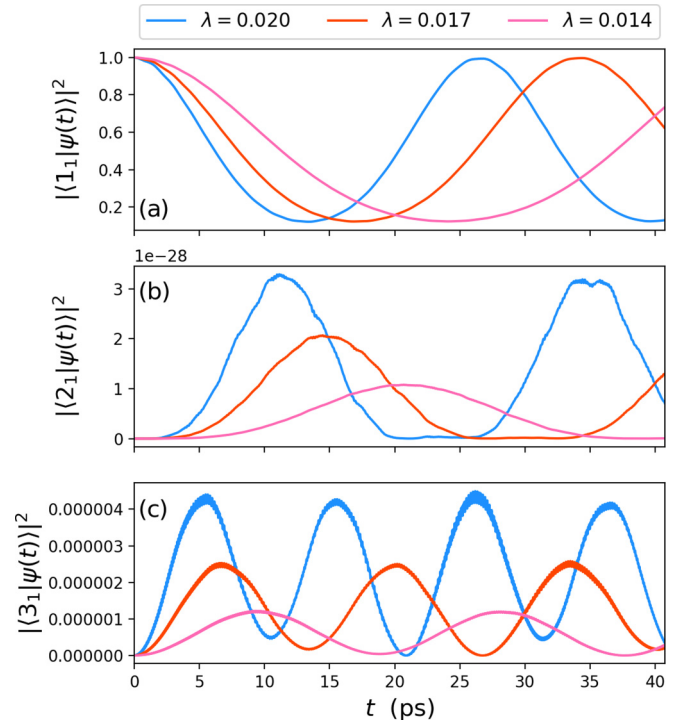 λ = 0.020 λ = 0.017 λ = 0.014
1.0
0.8
0.6
0.4
0.2
|⟨1₁|ψ(t)⟩|²
(a)
1e−28
3
2
1
0
|⟨2₁|ψ(t)⟩|²
(b)
0.000004
0.000003
0.000002
0.000001
0.000000
|⟨3₁|ψ(t)⟩|²
(c)
0 5 10 15 20 25 30 35 40
t (ps)